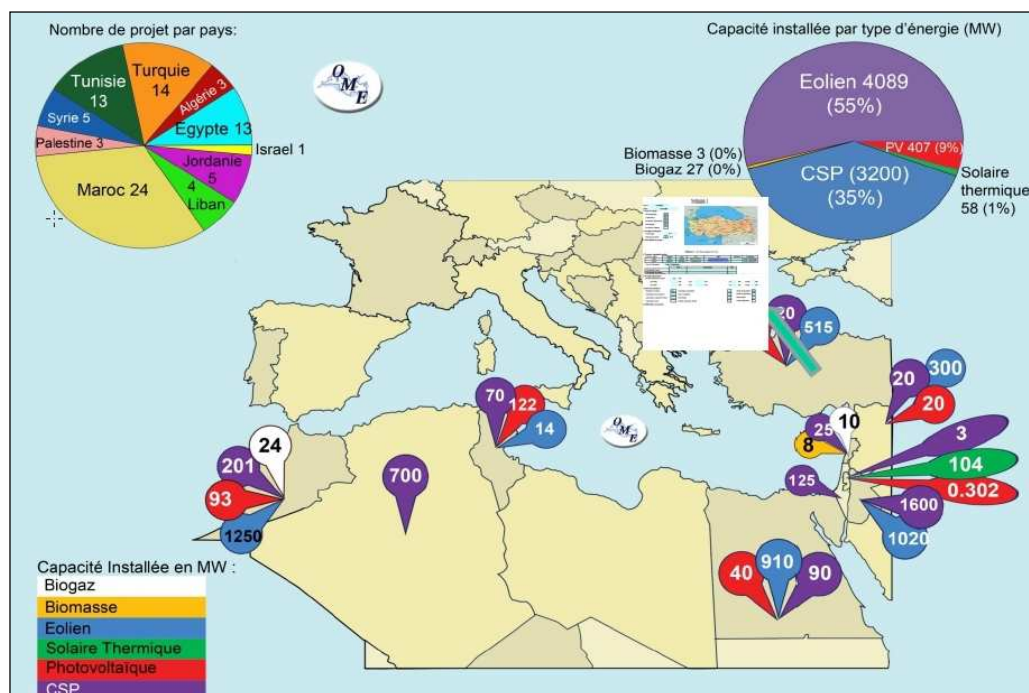 Nombre de projet par pays:
Turquie
14
Tunisie
13
Algérie 3
Syrie 5
Egypte 13
Palestine 3
Israel 1
Jordanie
5
Maroc 24
4
Liban
OME
Capacité installée par type d'énergie (MW)
Eolien 4089
(55%)
PV 407 (9%)
Biomasse 3 (0%)
Biogaz 27 (0%)
CSP (3200)
(35%)
Solaire
thermique
58 (1%)
20
515
300
20
20
70
122
14
OME
10
25
8
3
104
0.302
24
201
93
1250
700
125
1600
1020
40
910
90
Capacité Installée en MW :
Biogaz
Biomasse
Eolien
Solaire Thermique
Photovoltaïque
CSP